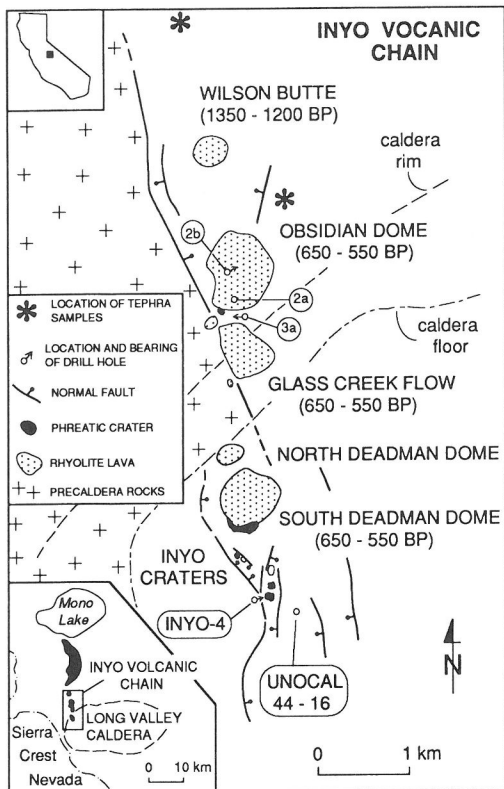 INYO VOCANIC
CHAIN
WILSON BUTTE
(1350 - 1200 BP)
caldera
rim
OBSIDIAN DOME
(650 - 550 BP)
2b
2a
3a
caldera
floor
GLASS CREEK FLOW
(650 - 550 BP)
NORTH DEADMAN DOME
SOUTH DEADMAN DOME
(650 - 550 BP)
INYO
CRATERS
INYO-4
UNOCAL
44 - 16
N
0 1 km
LOCATION OF TEPHRA
SAMPLES
LOCATION AND BEARING
OF DRILL HOLE
NORMAL FAULT
PHREATIC CRATER
RHYOLITE LAVA
PRECALDERA ROCKS
Mono
Lake
INYO VOLCANIC
CHAIN
LONG VALLEY
CALDERA
Sierra
Crest
Nevada
0 10 km